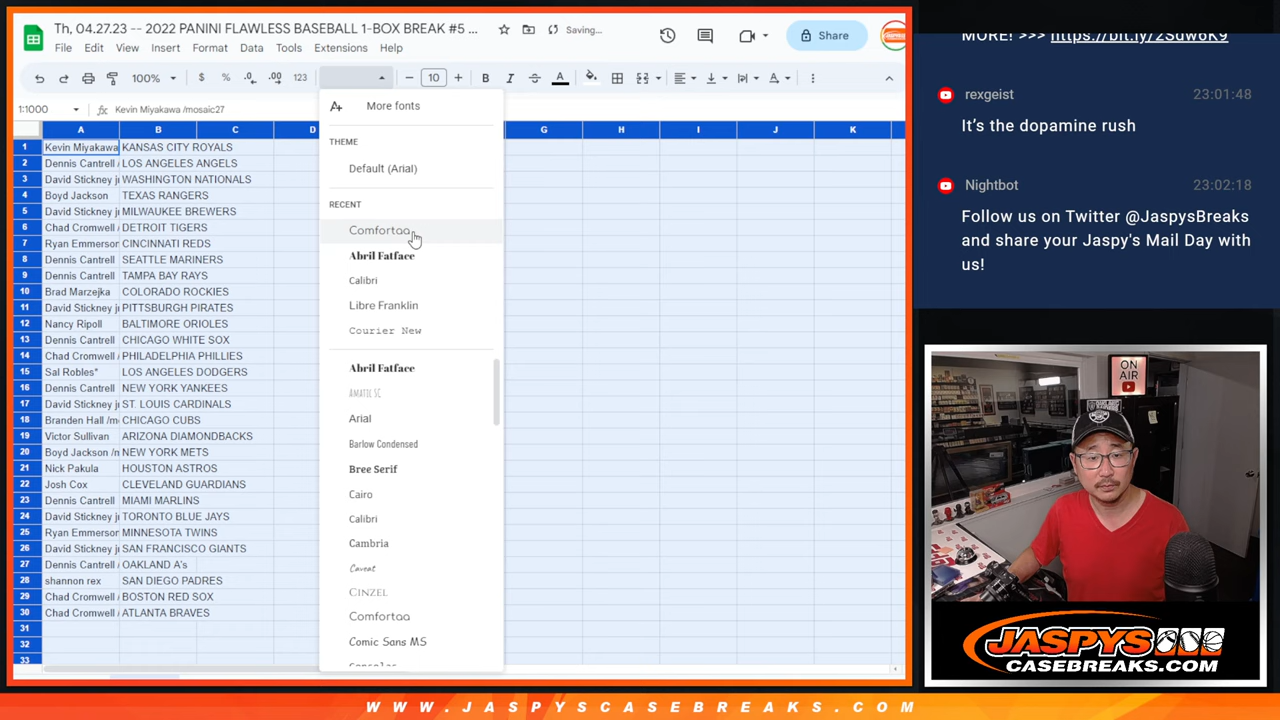 Th, 04.27.23 -- 2022 PANINI FLAWLESS BASEBALL 1-BOX BREAK #5 ...
Saving...
File Edit View Insert Format Data Tools Extensions Help
Share
100% $ % .0 .00 123 10 B I A
1:1000 fx Kevin Miyakawa /mosaic27
A B C D G H I J K
1 Kevin Miyakawa KANSAS CITY ROYALS
2 Dennis Cantrell / LOS ANGELES ANGELS
3 David Stickney jr WASHINGTON NATIONALS
4 Boyd Jackson TEXAS RANGERS
5 David Stickney jr MILWAUKEE BREWERS
6 Chad Cromwell / DETROIT TIGERS
7 Ryan Emmerson CINCINNATI REDS
8 Dennis Cantrell SEATTLE MARINERS
9 Dennis Cantrell TAMPA BAY RAYS
10 Brad Marzejka COLORADO ROCKIES
11 David Stickney jr PITTSBURGH PIRATES
12 Nancy Ripoll BALTIMORE ORIOLES
13 Dennis Cantrell CHICAGO WHITE SOX
14 Chad Cromwell / PHILADELPHIA PHILLIES
15 Sal Robles* LOS ANGELES DODGERS
16 Dennis Cantrell NEW YORK YANKEES
17 David Stickney jr ST. LOUIS CARDINALS
18 Branden Hall /m CHICAGO CUBS
19 Victor Sullivan ARIZONA DIAMONDBACKS
20 Boyd Jackson /m NEW YORK METS
21 Nick Pakula HOUSTON ASTROS
22 Josh Cox CLEVELAND GUARDIANS
23 Dennis Cantrell MIAMI MARLINS
24 David Stickney jr TORONTO BLUE JAYS
25 Ryan Emmerson MINNESOTA TWINS
26 David Stickney jr SAN FRANCISCO GIANTS
27 Dennis Cantrell / OAKLAND A's
28 shannon rex SAN DIEGO PADRES
29 Chad Cromwell / BOSTON RED SOX
30 Chad Cromwell / ATLANTA BRAVES
31
32
33
More fonts
THEME
Default (Arial)
RECENT
Comfortaa
Abril Fatface
Calibri
Libre Franklin
Courier New
Abril Fatface
AMATIC SC
Arial
Barlow Condensed
Bree Serif
Cairo
Calibri
Cambria
Caveat
CINZEL
Comfortaa
Comic Sans MS
Consolas
MORE! >>> https://bit.ly/2Sdw6K9
rexgeist 23:01:48
It's the dopamine rush
Nightbot 23:02:18
Follow us on Twitter @JaspysBreaks
and share your Jaspy's Mail Day with
us!
ON
AIR
JASPYS
CASEBREAKS.COM
WWW.JASPYSCASEBREAKS.COM